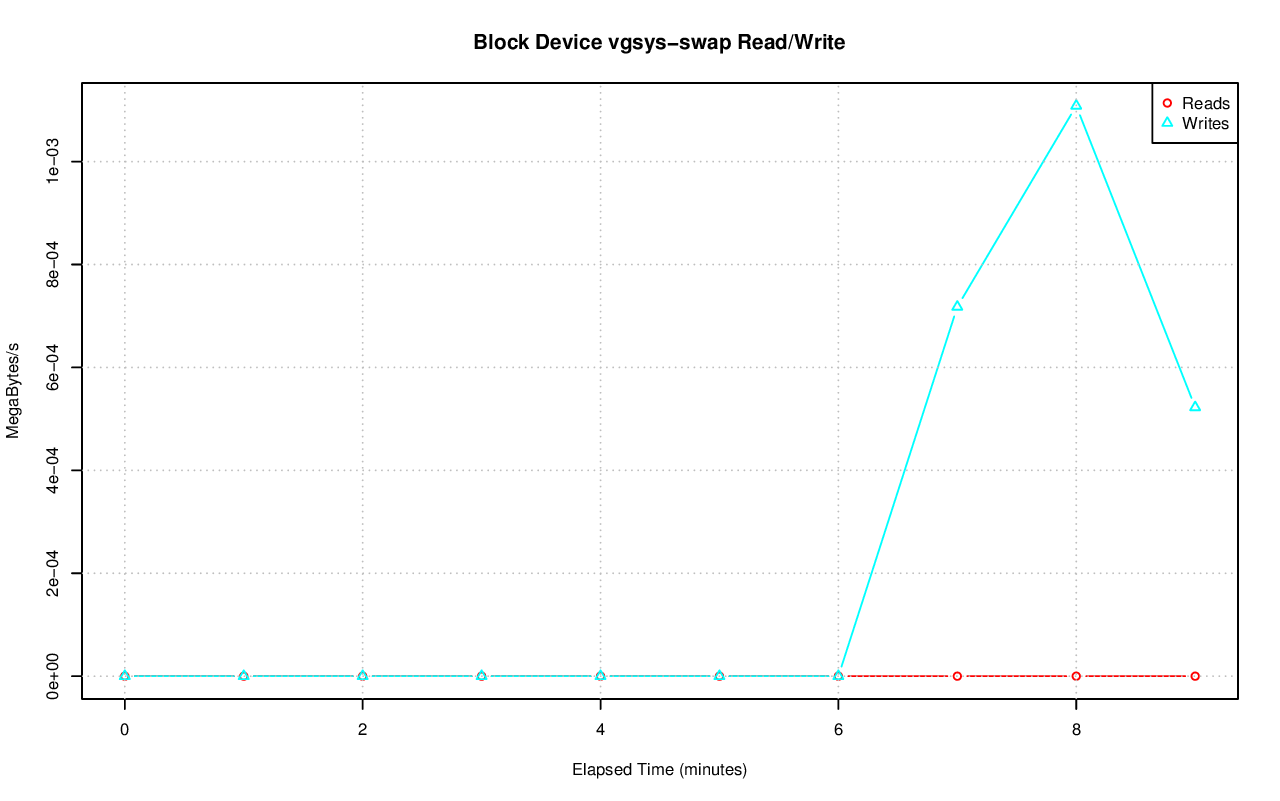 Block Device vgsys−swap Read/Write
Reads
Writes
MegaBytes/s
1e−03
8e−04
6e−04
4e−04
2e−04
0e+00
0 2 4 6 8
Elapsed Time (minutes)